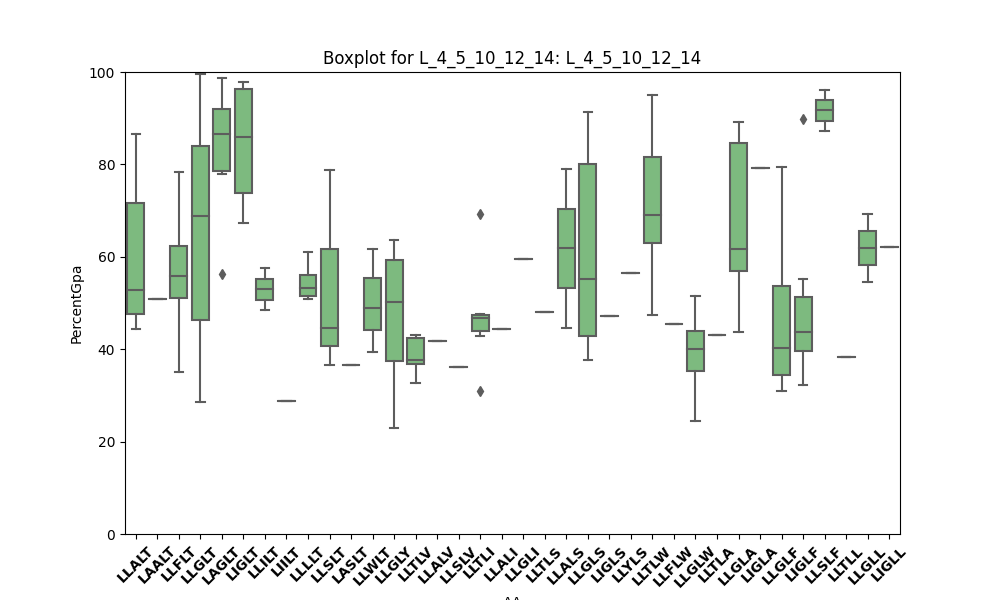 Boxplot for L_4_5_10_12_14: L_4_5_10_12_14
PercentGpa
100
80
60
40
20
0
LLALT
LAALT
LLFLT
LLGLT
LAGLT
LIGLT
LLILT
LIILT
LLLLT
LLSLT
LASLT
LLWLT
LLGLY
LLTLV
LLALV
LLSLV
LLTLI
LLALI
LLGLI
LLTLS
LLALS
LLGLS
LIGLS
LLYLS
LLTLW
LLFLW
LLGLW
LLTLA
LLGLA
LIGLA
LLGLF
LIGLF
LLSLF
LLTLL
LLGLL
LIGLL